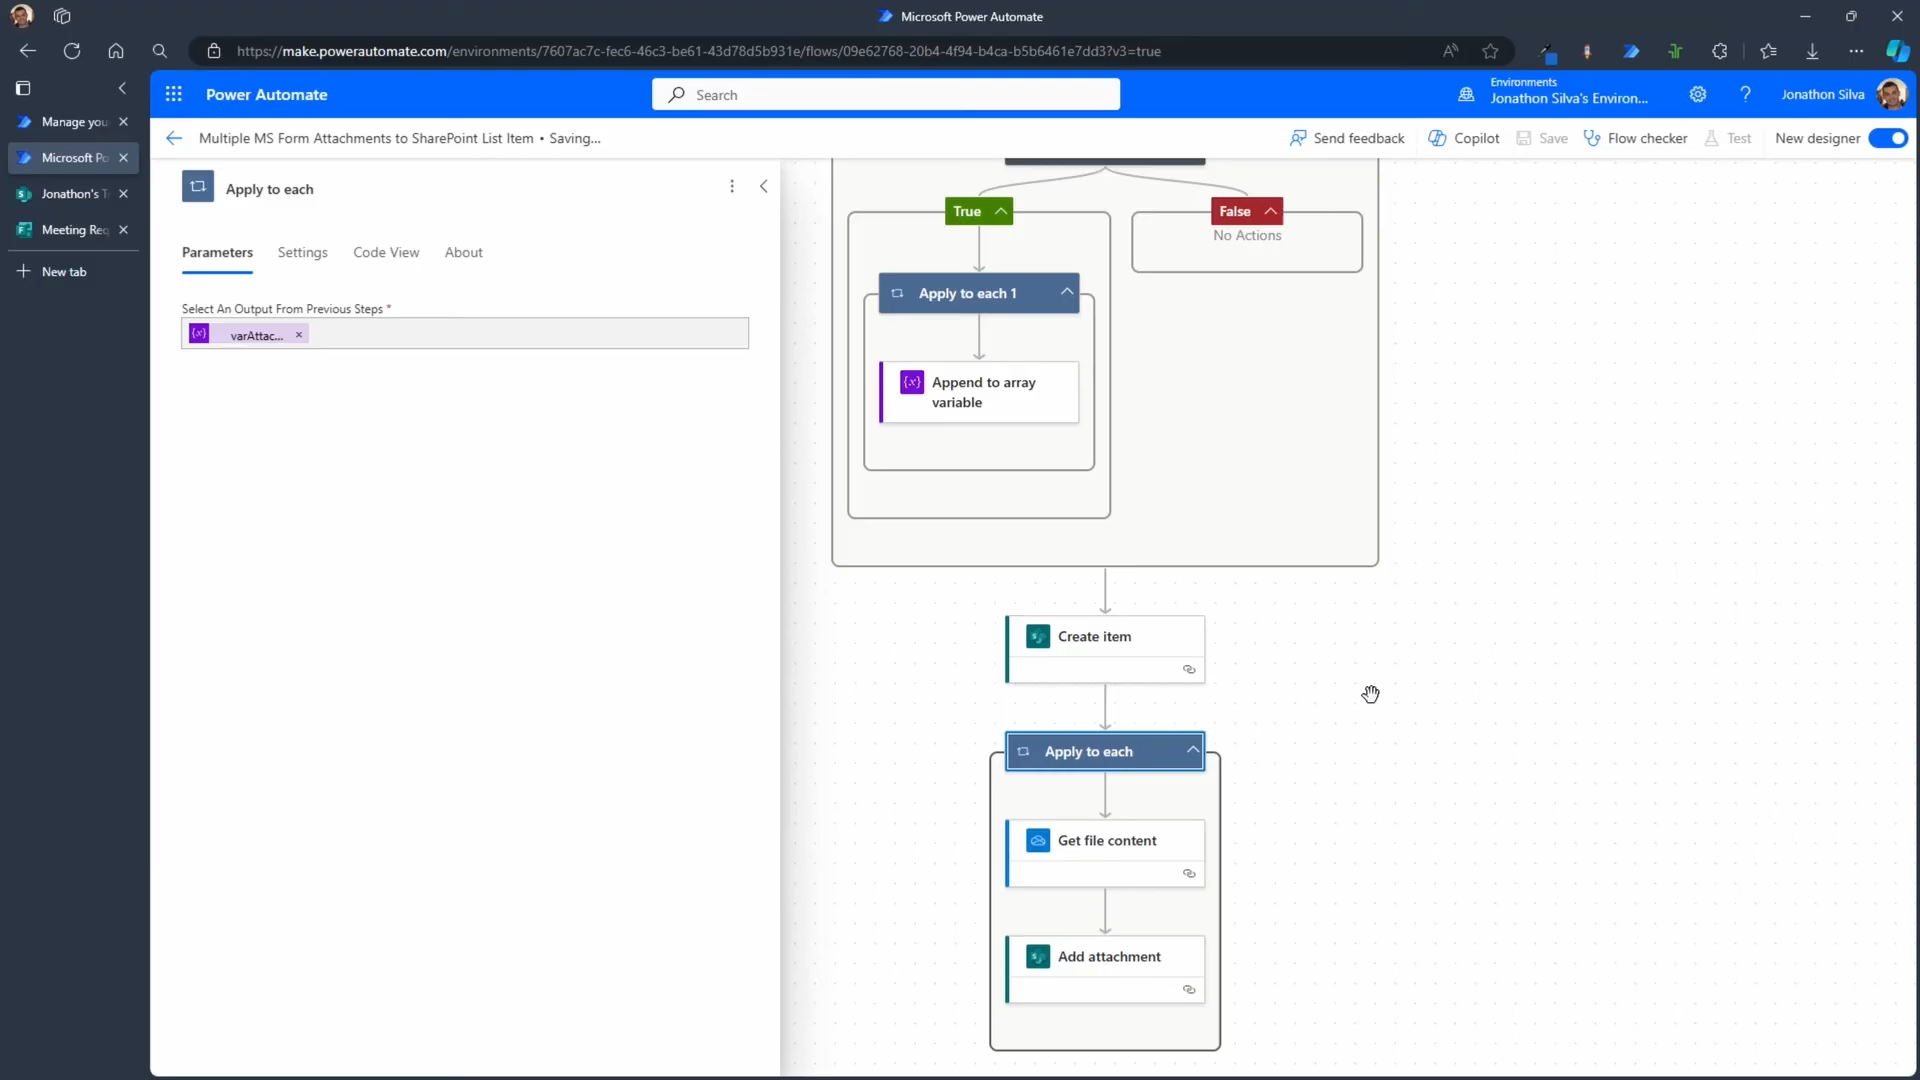 Microsoft Power Automate
https://make.powerautomate.com/environments/7607ac7c-fec6-46c3-be61-43d78d5b931e/flows/09e62768-20b4-4f94-b4ca-b5b6461e7dd3?v3=true
Manage you
Microsoft Po
Jonathon's T
Meeting Req
New tab
Power Automate
Search
Environments
Jonathon Silva's Environ...
Jonathon Silva
Multiple MS Form Attachments to SharePoint List Item • Saving...
Send feedback
Copilot
Save
Flow checker
Test
New designer
Apply to each
Parameters
Settings
Code View
About
Select An Output From Previous Steps *
{x} varAttac... ×
True
False
No Actions
Apply to each 1
{x} Append to array
variable
Create item
Apply to each
Get file content
Add attachment